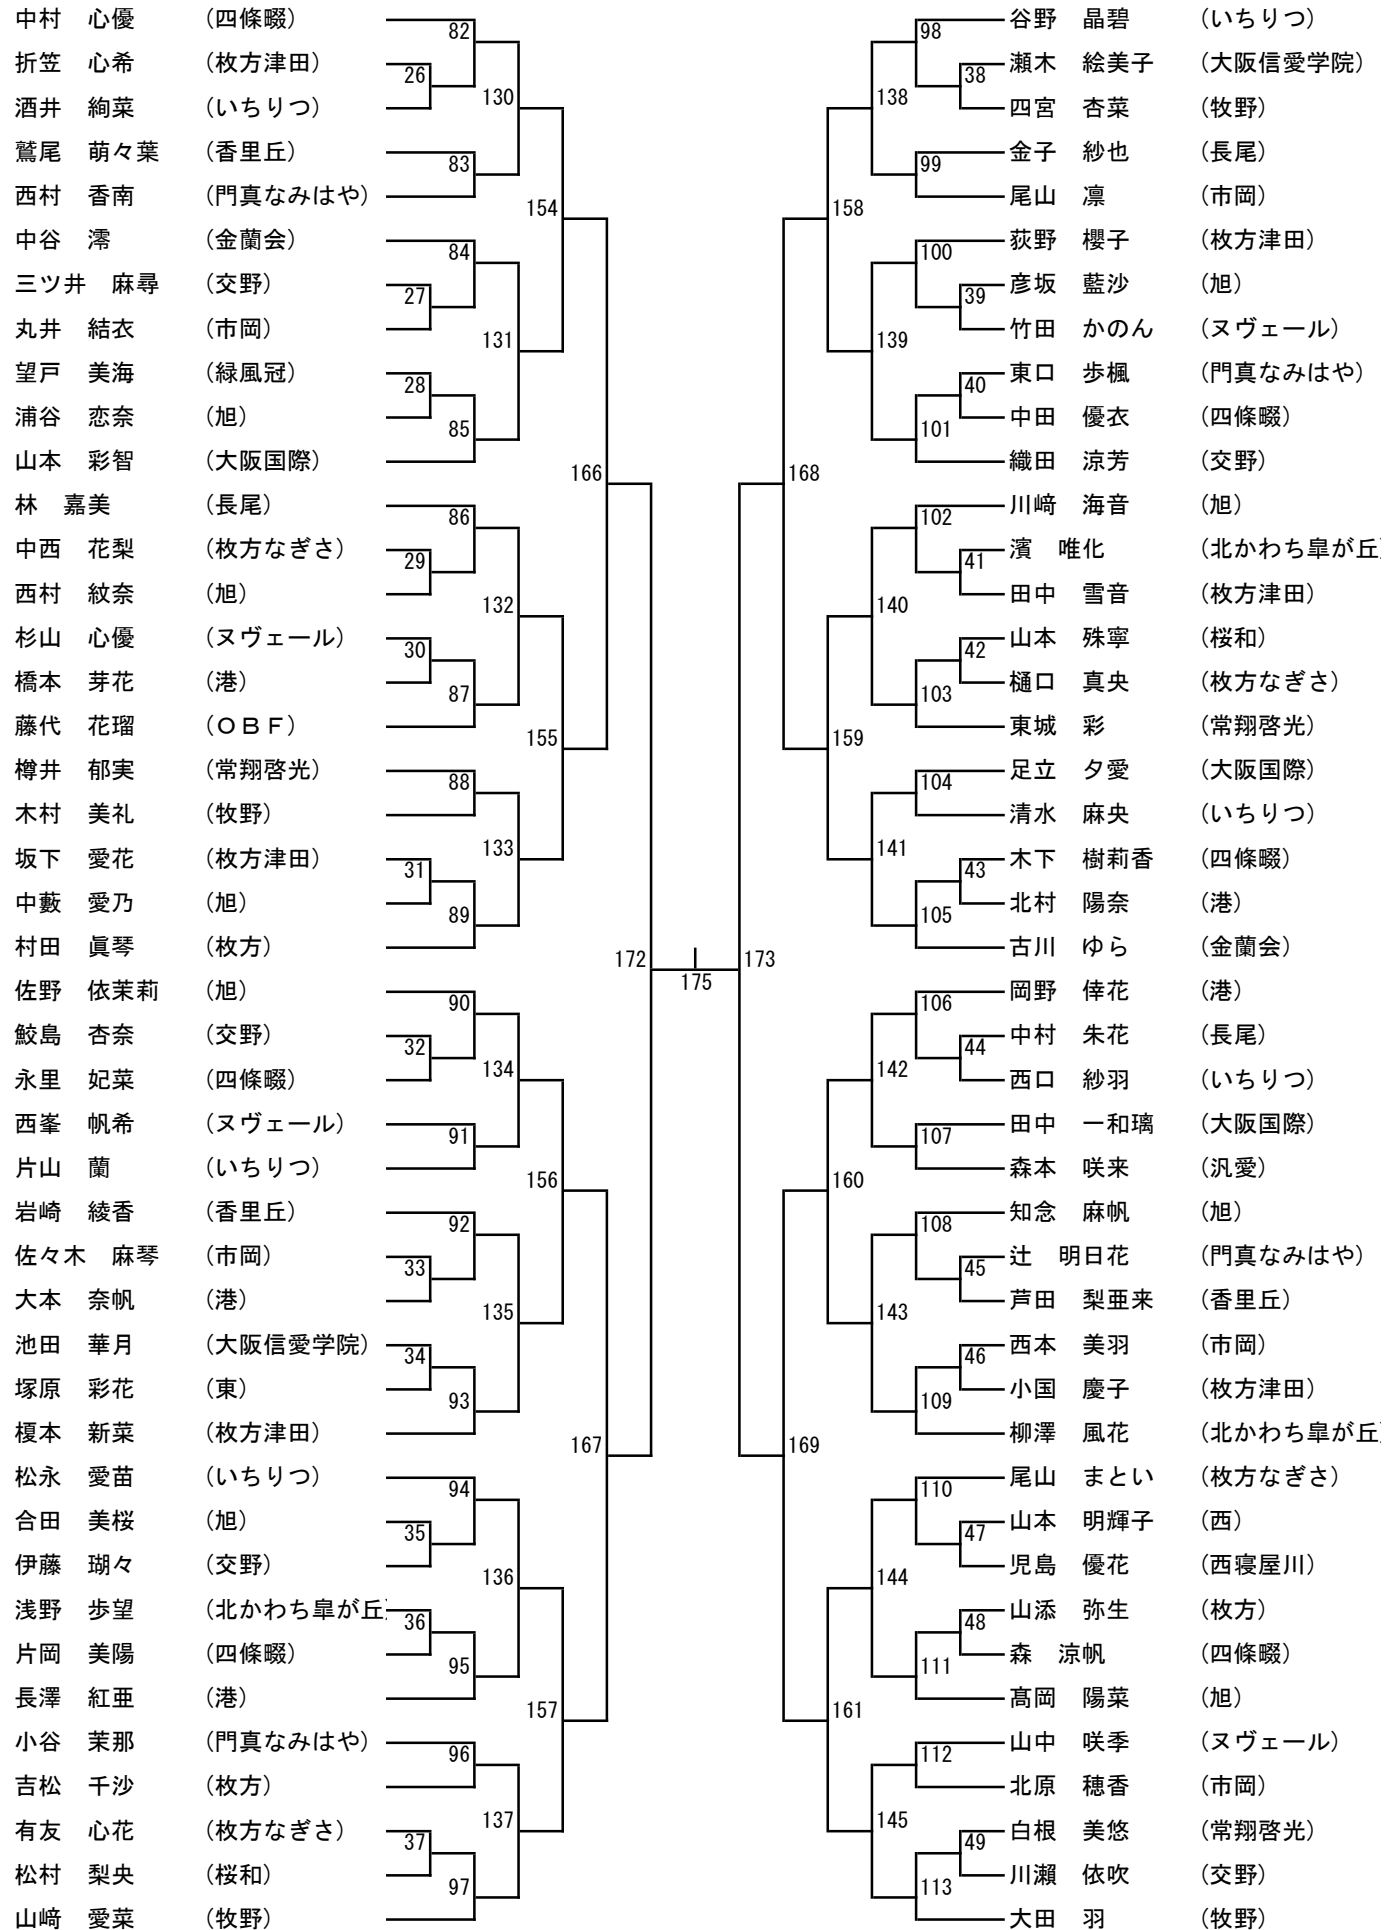 中村　心優　(四條畷)
折笠　心希　(枚方津田)
酒井　絢菜　(いちりつ)
鷲尾　萌々葉　(香里丘)
西村　香南　(門真なみはや)
中谷　澪　(金蘭会)
三ツ井　麻尋　(交野)
丸井　結衣　(市岡)
望戸　美海　(緑風冠)
浦谷　恋奈　(旭)
山本　彩智　(大阪国際)
林　嘉美　(長尾)
中西　花梨　(枚方なぎさ)
西村　紋奈　(旭)
杉山　心優　(ヌヴェール)
橋本　芽花　(港)
藤代　花瑠　(ＯＢＦ)
樽井　郁実　(常翔啓光)
木村　美礼　(牧野)
坂下　愛花　(枚方津田)
中藪　愛乃　(旭)
村田　眞琴　(枚方)
佐野　依茉莉　(旭)
鮫島　杏奈　(交野)
永里　妃菜　(四條畷)
西峯　帆希　(ヌヴェール)
片山　蘭　(いちりつ)
岩崎　綾香　(香里丘)
佐々木　麻琴　(市岡)
大本　奈帆　(港)
池田　華月　(大阪信愛学院)
塚原　彩花　(東)
榎本　新菜　(枚方津田)
松永　愛苗　(いちりつ)
合田　美桜　(旭)
伊藤　瑚々　(交野)
浅野　歩望　(北かわち皐が丘)
片岡　美陽　(四條畷)
長澤　紅亜　(港)
小谷　茉那　(門真なみはや)
吉松　千沙　(枚方)
有友　心花　(枚方なぎさ)
松村　梨央　(桜和)
山﨑　愛菜　(牧野)
26
27
28
29
30
31
32
33
34
35
36
37
82
83
84
85
86
87
88
89
90
91
92
93
94
95
96
97
130
131
132
133
134
135
136
137
154
155
156
157
166
167
172
175
173
168
169
158
159
160
161
138
139
140
141
142
143
144
145
98
99
100
101
102
103
104
105
106
107
108
109
110
111
112
113
38
39
40
41
42
43
44
45
46
47
48
49
谷野　晶碧　(いちりつ)
瀬木　絵美子　(大阪信愛学院)
四宮　杏菜　(牧野)
金子　紗也　(長尾)
尾山　凛　(市岡)
荻野　櫻子　(枚方津田)
彦坂　藍沙　(旭)
竹田　かのん　(ヌヴェール)
東口　歩楓　(門真なみはや)
中田　優衣　(四條畷)
織田　涼芳　(交野)
川﨑　海音　(旭)
濱　唯化　(北かわち皐が丘)
田中　雪音　(枚方津田)
山本　殊寧　(桜和)
樋口　真央　(枚方なぎさ)
東城　彩　(常翔啓光)
足立　夕愛　(大阪国際)
清水　麻央　(いちりつ)
木下　樹莉香　(四條畷)
北村　陽奈　(港)
古川　ゆら　(金蘭会)
岡野　倖花　(港)
中村　朱花　(長尾)
西口　紗羽　(いちりつ)
田中　一和璃　(大阪国際)
森本　咲来　(汎愛)
知念　麻帆　(旭)
辻　明日花　(門真なみはや)
芦田　梨亜来　(香里丘)
西本　美羽　(市岡)
小国　慶子　(枚方津田)
柳澤　風花　(北かわち皐が丘)
尾山　まとい　(枚方なぎさ)
山本　明輝子　(西)
児島　優花　(西寝屋川)
山添　弥生　(枚方)
森　涼帆　(四條畷)
髙岡　陽菜　(旭)
山中　咲季　(ヌヴェール)
北原　穂香　(市岡)
白根　美悠　(常翔啓光)
川瀨　依吹　(交野)
大田　羽　(牧野)